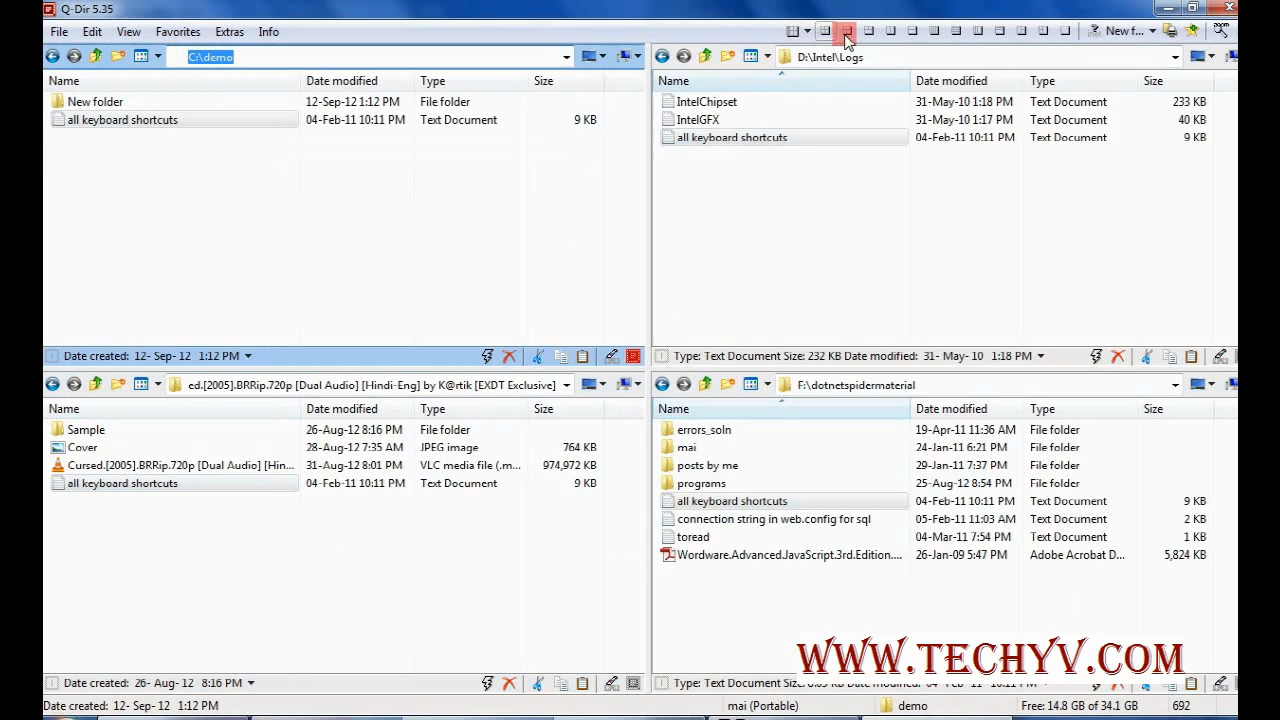 Q-Dir 5.35
File Edit View Favorites Extras Info
New f...
C:\demo
Name Date modified Type Size
New folder 12-Sep-12 1:12 PM File folder
all keyboard shortcuts 04-Feb-11 10:11 PM Text Document 9 KB
Date created: 12- Sep- 12 1:12 PM
D:\Intel\Logs
Name Date modified Type Size
IntelChipset 31-May-10 1:18 PM Text Document 233 KB
IntelGFX 31-May-10 1:17 PM Text Document 40 KB
all keyboard shortcuts 04-Feb-11 10:11 PM Text Document 9 KB
Type: Text Document Size: 232 KB Date modified: 31- May- 10 1:18 PM
ed.[2005].BRRip.720p [Dual Audio] [Hindi-Eng] by K@rtik [EXDT Exclusive]
Name Date modified Type Size
Sample 26-Aug-12 8:16 PM File folder
Cover 28-Aug-12 7:35 AM JPEG image 764 KB
Cursed.[2005].BRRip.720p [Dual Audio] [Hin... 31-Aug-12 8:01 PM VLC media file (.m... 974,972 KB
all keyboard shortcuts 04-Feb-11 10:11 PM Text Document 9 KB
Date created: 26- Aug- 12 8:16 PM
F:\dotnetspidermaterial
Name Date modified Type Size
errors_soln 19-Apr-11 11:36 AM File folder
mai 24-Jan-11 6:21 PM File folder
posts by me 29-Jan-11 7:37 PM File folder
programs 25-Aug-12 8:54 PM File folder
all keyboard shortcuts 04-Feb-11 10:11 PM Text Document 9 KB
connection string in web.config for sql 05-Feb-11 11:03 AM Text Document 2 KB
toread 04-Mar-11 7:54 PM Text Document 1 KB
Wordware.Advanced.JavaScript.3rd.Edition.... 26-Jan-09 5:47 PM Adobe Acrobat D... 5,824 KB
WWW.TECHYV.COM
Type: Text Document Size: KB Date modified:
Date created: 12- Sep- 12 1:12 PM mai (Portable) demo Free: 14.8 GB of 34.1 GB 692